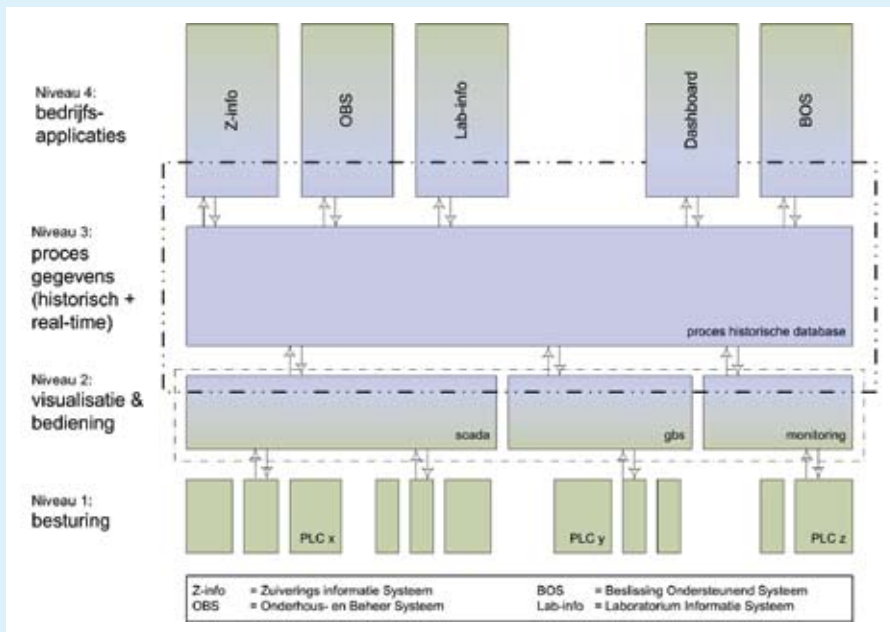 Niveau 4:
bedrijfs-
applicaties
Z-info
OBS
Lab-info
Dashboard
BOS
Niveau 3:
proces
gegevens
(historisch +
real-time)
proces historische database
Niveau 2:
visualisatie &
bediening
scada
gbs
monitoring
Niveau 1:
besturing
PLC x
PLC y
PLC z
Z-info = Zuiverings informatie Systeem
OBS = Onderhous- en Beheer Systeem
BOS = Beslissing Ondersteunend Systeem
Lab-info = Laboratorium Informatie Systeem